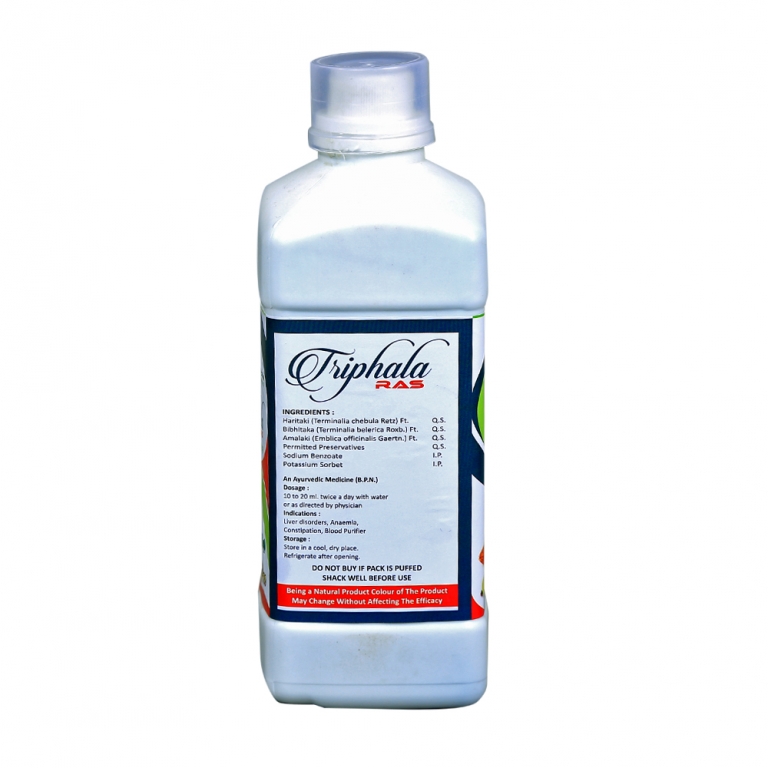 Triphala
RAS
INGREDIENTS :
Haritaki (Terminalia chebula Retz) Ft. Q.S.
Bibhitaka (Terminalia belerica Roxb.) Ft. Q.S.
Amalaki (Emblica officinalis Gaertn.) Ft. Q.S.
Permitted Preservatives Q.S.
Sodium Benzoate I.P.
Potassium Sorbet I.P.
An Ayurvedic Medicine (B.P.N.)
Dosage :
10 to 20 ml. twice a day with water
or as directed by physician
Indications :
Liver disorders, Anaemia,
Constipation, Blood Purifier
Storage :
Store in a cool, dry place.
Refrigerate after opening.
DO NOT BUY IF PACK IS PUFFED
SHACK WELL BEFORE USE
Being a Natural Product Colour of The Product
May Change Without Affecting The Efficacy